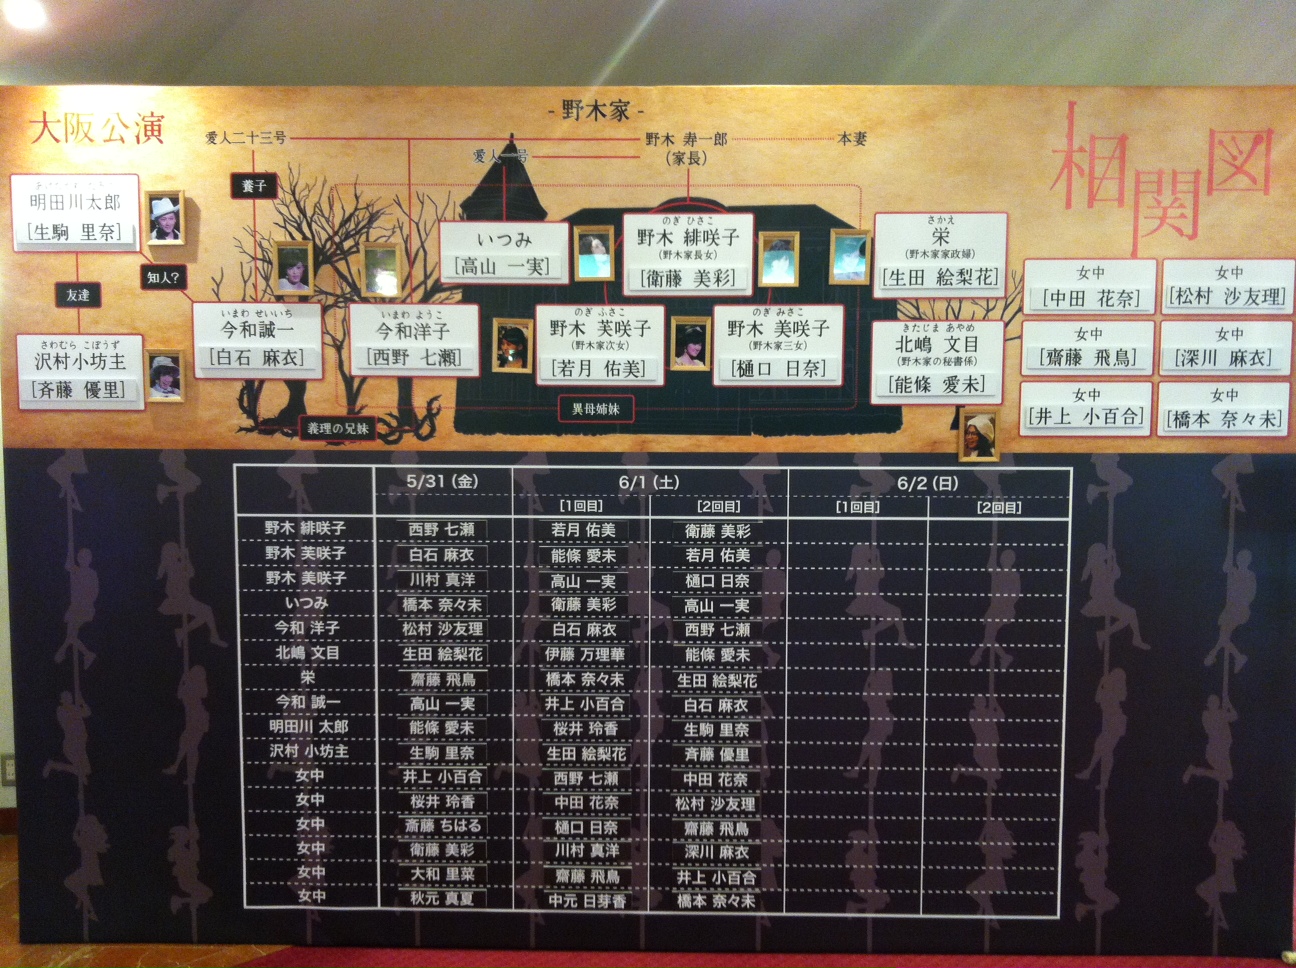 大阪公演
- 野木家 -
相関図
愛人二十三号
野木 寿一郎
(家長)
本妻
愛人一号
養子
明田川太郎
[生駒 里奈]
知人?
友達
さわむら こぼうず
沢村小坊主
[斉藤 優里]
いまわ せいいち
今和誠一
[白石 麻衣]
いまわ ようこ
今和洋子
[西野 七瀬]
義理の兄妹
いつみ
[高山 一実]
のぎ ひさこ
野木 緋咲子
(野木家長女)
[衛藤 美彩]
のぎ ふさこ
野木 芙咲子
(野木家次女)
[若月 佑美]
のぎ みさこ
野木 美咲子
(野木家三女)
[樋口 日奈]
異母姉妹
さかえ
栄
(野木家家政婦)
[生田 絵梨花]
きたじま あやめ
北嶋 文目
(野木家の秘書係)
[能條 愛未]
女中
[中田 花奈]
女中
[松村 沙友理]
女中
[齋藤 飛鳥]
女中
[深川 麻衣]
女中
[井上 小百合]
女中
[橋本 奈々未]
5/31 (金) 6/1 (土) 6/2 (日)
[1回目] [2回目] [1回目] [2回目]
野木 緋咲子 西野 七瀬 若月 佑美 衛藤 美彩
野木 芙咲子 白石 麻衣 能條 愛未 若月 佑美
野木 美咲子 川村 真洋 高山 一実 樋口 日奈
いつみ 橋本 奈々未 衛藤 美彩 高山 一実
今和 洋子 松村 沙友理 白石 麻衣 西野 七瀬
北嶋 文目 生田 絵梨花 伊藤 万理華 能條 愛未
栄 齋藤 飛鳥 橋本 奈々未 生田 絵梨花
今和 誠一 高山 一実 井上 小百合 白石 麻衣
明田川 太郎 能條 愛未 桜井 玲香 生駒 里奈
沢村 小坊主 生駒 里奈 生田 絵梨花 斉藤 優里
女中 井上 小百合 西野 七瀬 中田 花奈
女中 桜井 玲香 中田 花奈 松村 沙友理
女中 斎藤 ちはる 樋口 日奈 齋藤 飛鳥
女中 衛藤 美彩 川村 真洋 深川 麻衣
女中 大和 里菜 齋藤 飛鳥 井上 小百合
女中 秋元 真夏 中元 日芽香 橋本 奈々未